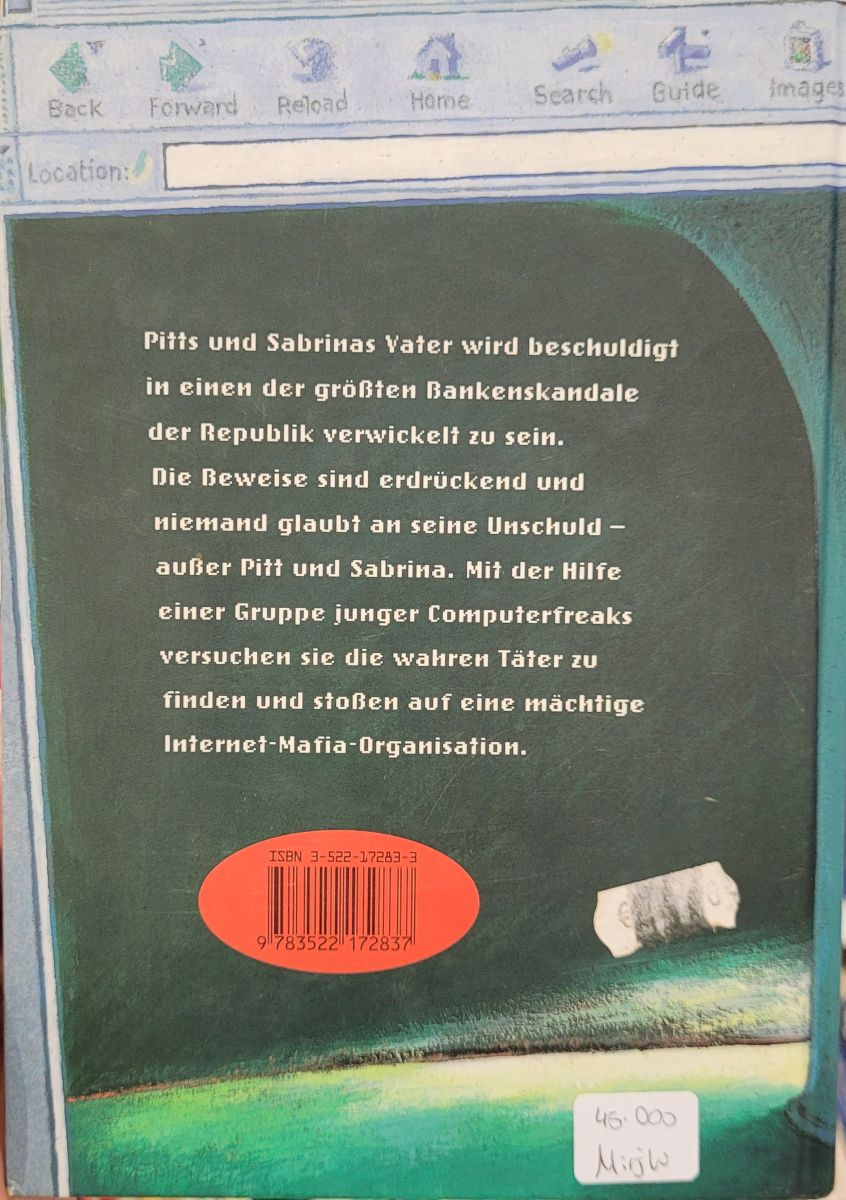 Back Forward Reload Home Search Guide Images
Location:
Pitts und Sabrinas Vater wird beschuldigt
in einen der größten Bankenskandale
der Republik verwickelt zu sein.
Die Beweise sind erdrückend und
niemand glaubt an seine Unschuld –
außer Pitt und Sabrina. Mit der Hilfe
einer Gruppe junger Computerfreaks
versuchen sie die wahren Täter zu
finden und stoßen auf eine mächtige
Internet-Mafia-Organisation.
ISBN 3-522-17283-3
9 783522 172837
45.000